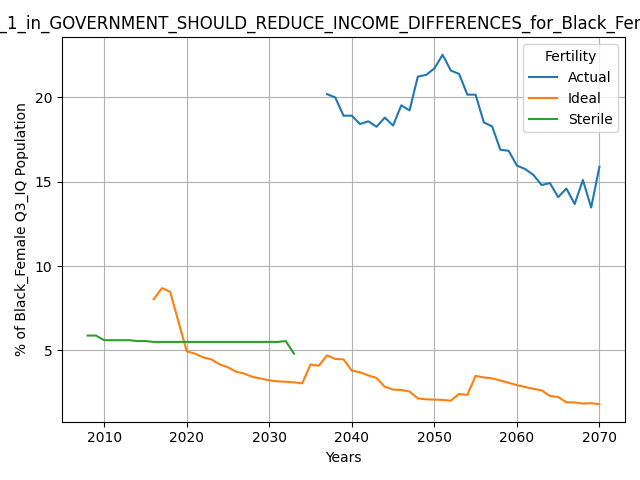 _1_in_GOVERNMENT_SHOULD_REDUCE_INCOME_DIFFERENCES_for_Black_Fer
Fertility
Actual
Ideal
Sterile
% of Black_Female Q3_IQ Population
20
15
10
5
2010 2020 2030 2040 2050 2060 2070
Years